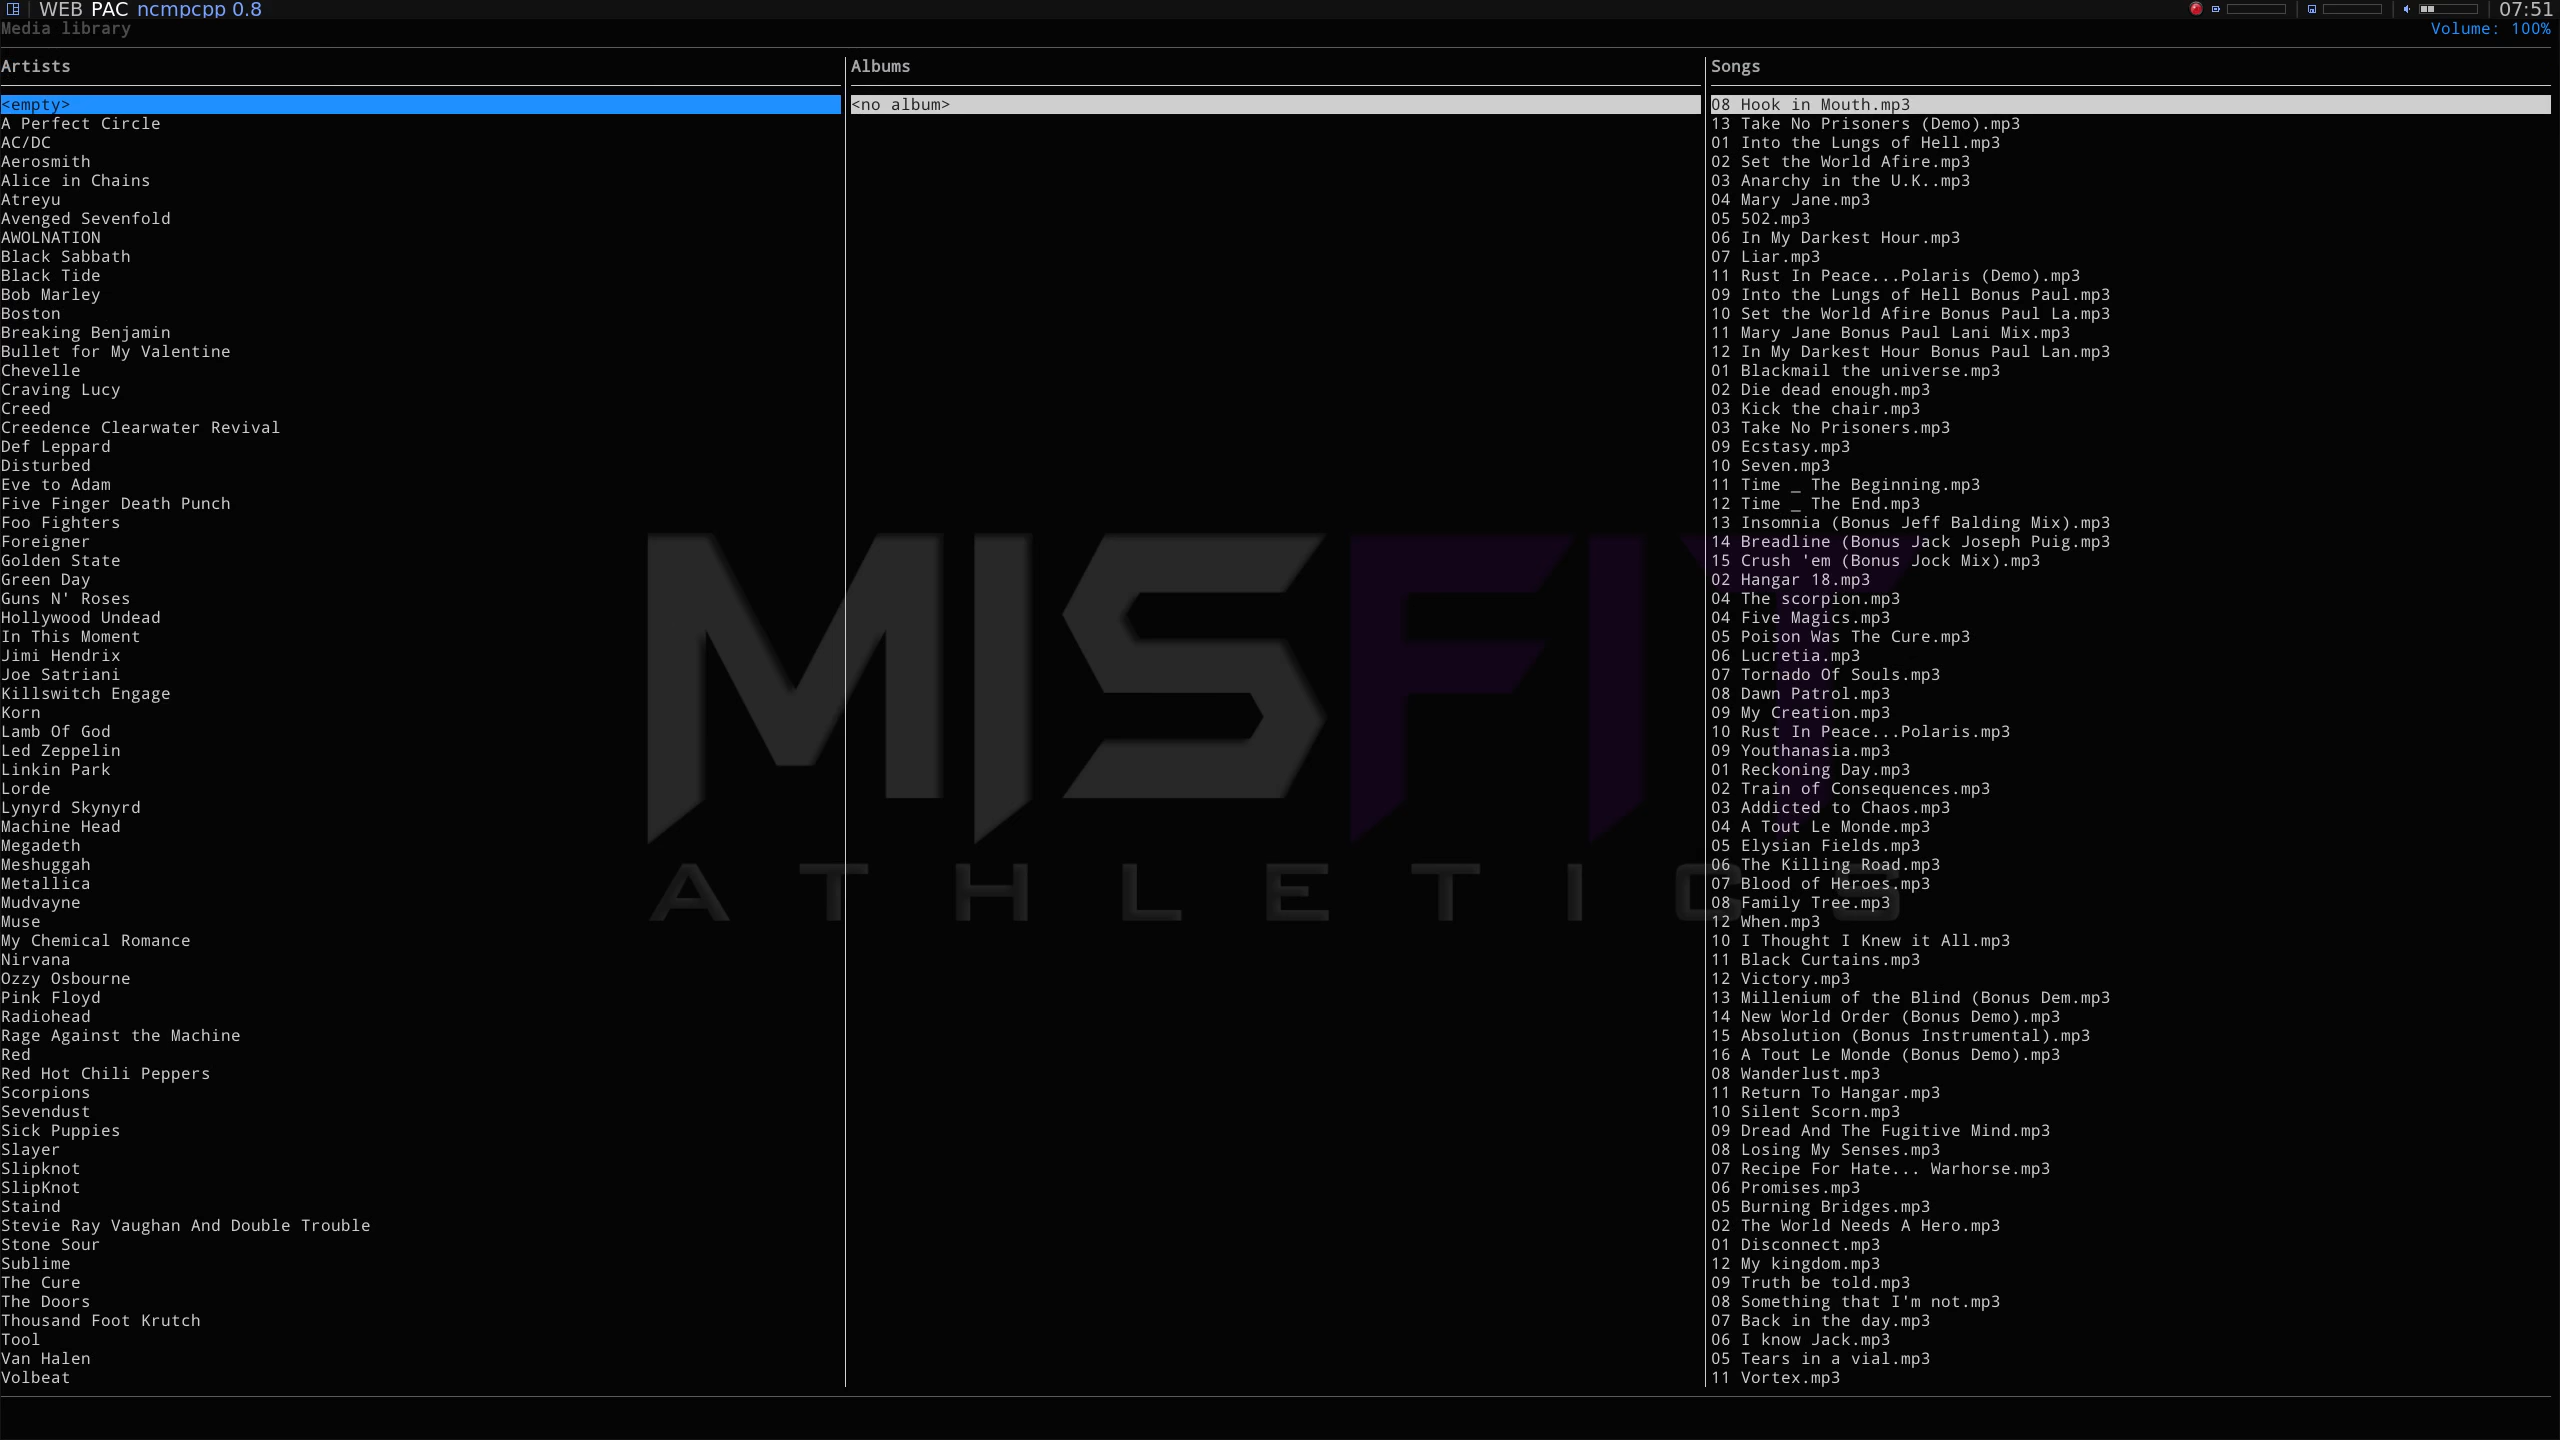 WEB PAC ncmpcpp 0.8
07:51
Media library
Volume: 100%
Artists
<empty>
A Perfect Circle
AC/DC
Aerosmith
Alice in Chains
Atreyu
Avenged Sevenfold
AWOLNATION
Black Sabbath
Black Tide
Bob Marley
Boston
Breaking Benjamin
Bullet for My Valentine
Chevelle
Craving Lucy
Creed
Creedence Clearwater Revival
Def Leppard
Disturbed
Eve to Adam
Five Finger Death Punch
Foo Fighters
Foreigner
Golden State
Green Day
Guns N' Roses
Hollywood Undead
In This Moment
Jimi Hendrix
Joe Satriani
Killswitch Engage
Korn
Lamb Of God
Led Zeppelin
Linkin Park
Lorde
Lynyrd Skynyrd
Machine Head
Megadeth
Meshuggah
Metallica
Mudvayne
Muse
My Chemical Romance
Nirvana
Ozzy Osbourne
Pink Floyd
Radiohead
Rage Against the Machine
Red
Red Hot Chili Peppers
Scorpions
Sevendust
Sick Puppies
Slayer
Slipknot
SlipKnot
Staind
Stevie Ray Vaughan And Double Trouble
Stone Sour
Sublime
The Cure
The Doors
Thousand Foot Krutch
Tool
Van Halen
Volbeat
Albums
<no album>
Songs
08 Hook in Mouth.mp3
13 Take No Prisoners (Demo).mp3
01 Into the Lungs of Hell.mp3
02 Set the World Afire.mp3
03 Anarchy in the U.K..mp3
04 Mary Jane.mp3
05 502.mp3
06 In My Darkest Hour.mp3
07 Liar.mp3
11 Rust In Peace...Polaris (Demo).mp3
09 Into the Lungs of Hell Bonus Paul.mp3
10 Set the World Afire Bonus Paul La.mp3
11 Mary Jane Bonus Paul Lani Mix.mp3
12 In My Darkest Hour Bonus Paul Lan.mp3
01 Blackmail the universe.mp3
02 Die dead enough.mp3
03 Kick the chair.mp3
03 Take No Prisoners.mp3
09 Ecstasy.mp3
10 Seven.mp3
11 Time _ The Beginning.mp3
12 Time _ The End.mp3
13 Insomnia (Bonus Jeff Balding Mix).mp3
14 Breadline (Bonus Jack Joseph Puig.mp3
15 Crush 'em (Bonus Jock Mix).mp3
02 Hangar 18.mp3
04 The scorpion.mp3
04 Five Magics.mp3
05 Poison Was The Cure.mp3
06 Lucretia.mp3
07 Tornado Of Souls.mp3
08 Dawn Patrol.mp3
09 My Creation.mp3
10 Rust In Peace...Polaris.mp3
09 Youthanasia.mp3
01 Reckoning Day.mp3
02 Train of Consequences.mp3
03 Addicted to Chaos.mp3
04 A Tout Le Monde.mp3
05 Elysian Fields.mp3
06 The Killing Road.mp3
07 Blood of Heroes.mp3
08 Family Tree.mp3
12 When.mp3
10 I Thought I Knew it All.mp3
11 Black Curtains.mp3
12 Victory.mp3
13 Millenium of the Blind (Bonus Dem.mp3
14 New World Order (Bonus Demo).mp3
15 Absolution (Bonus Instrumental).mp3
16 A Tout Le Monde (Bonus Demo).mp3
08 Wanderlust.mp3
11 Return To Hangar.mp3
10 Silent Scorn.mp3
09 Dread And The Fugitive Mind.mp3
08 Losing My Senses.mp3
07 Recipe For Hate... Warhorse.mp3
06 Promises.mp3
05 Burning Bridges.mp3
02 The World Needs A Hero.mp3
01 Disconnect.mp3
12 My kingdom.mp3
09 Truth be told.mp3
08 Something that I'm not.mp3
07 Back in the day.mp3
06 I know Jack.mp3
05 Tears in a vial.mp3
11 Vortex.mp3
MISFIT
ATHLETICS